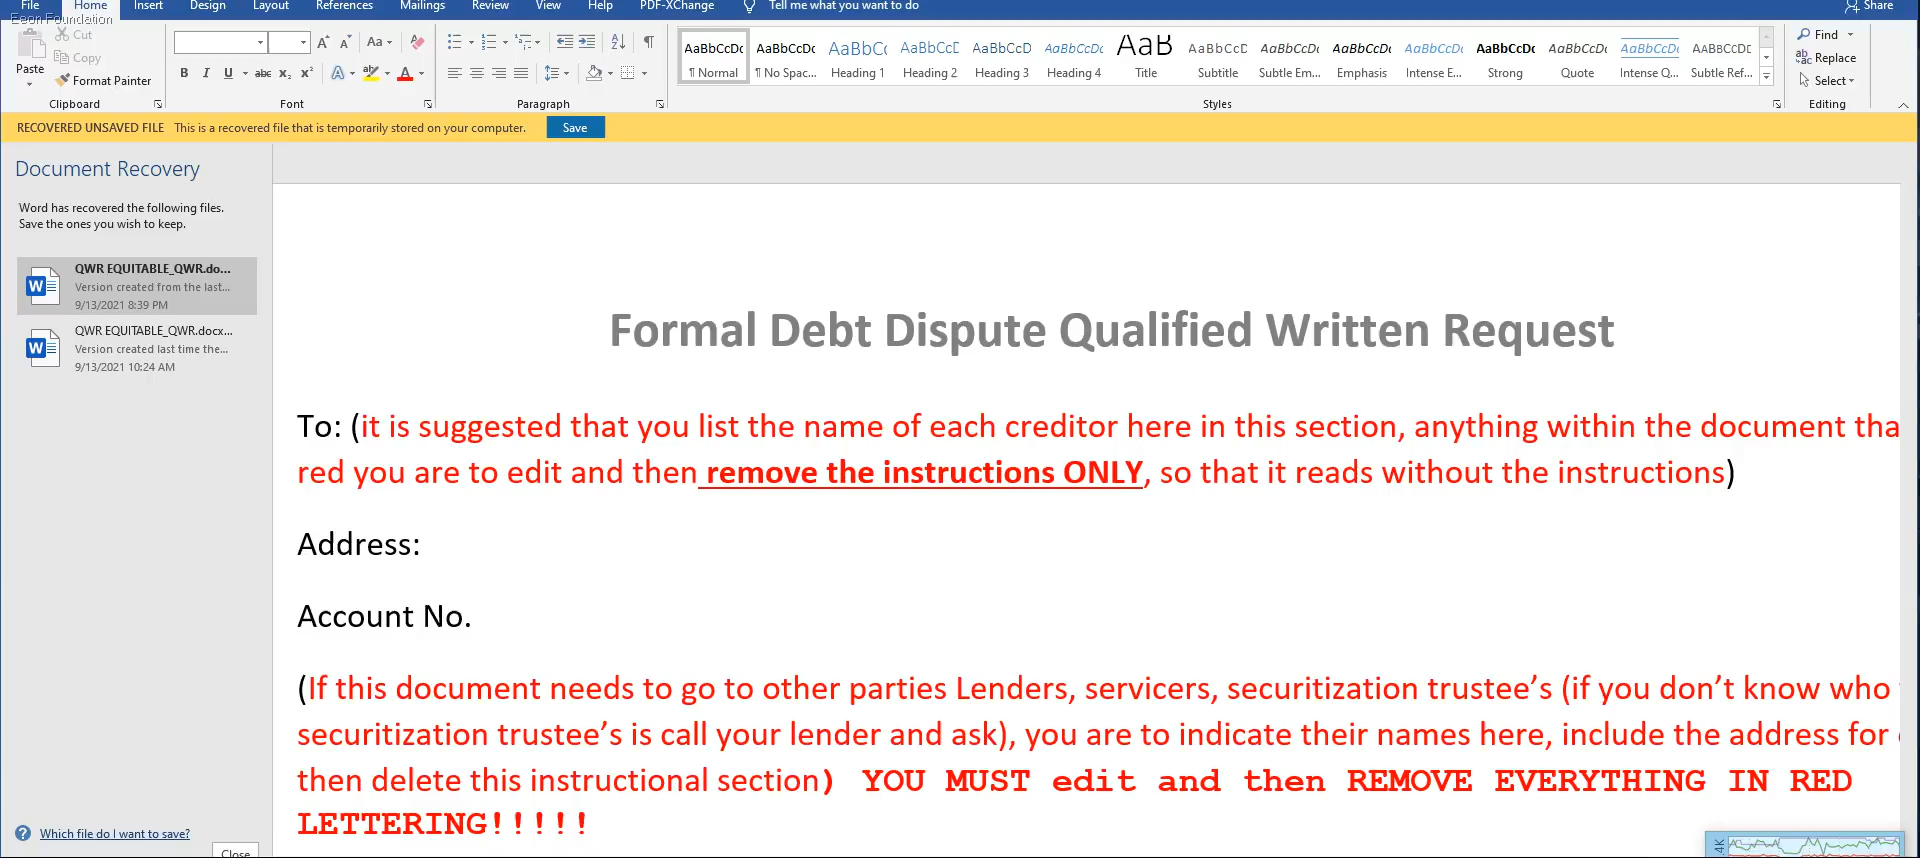 File Home Insert Design Layout References Mailings Review View Help PDF-XChange Tell me what you want to do Share
Eeon Foundation
Cut
Copy
Paste
Format Painter
Clipboard
Font
Paragraph
AaBbCcDc AaBbCcDc AaBbCc AaBbCcD AaBbCcD AaBbCcDc AaB AaBbCcD AaBbCcDc AaBbCcDc AaBbCcDc AaBbCcDc AaBbCcDc AaBbCcDc AABBCCDC
¶ Normal ¶ No Spac... Heading 1 Heading 2 Heading 3 Heading 4 Title Subtitle Subtle Em... Emphasis Intense E... Strong Quote Intense Q... Subtle Ref...
Styles
Find
Replace
Select
Editing
RECOVERED UNSAVED FILE This is a recovered file that is temporarily stored on your computer. Save
Document Recovery
Word has recovered the following files.
Save the ones you wish to keep.
QWR EQUITABLE_QWR.do...
Version created from the last...
9/13/2021 8:39 PM
QWR EQUITABLE_QWR.docx...
Version created last time the...
9/13/2021 10:24 AM
Which file do I want to save?
Close
Formal Debt Dispute Qualified Written Request
To: (it is suggested that you list the name of each creditor here in this section, anything within the document tha
red you are to edit and then remove the instructions ONLY, so that it reads without the instructions)
Address:
Account No.
(If this document needs to go to other parties Lenders, servicers, securitization trustee’s (if you don’t know who
securitization trustee’s is call your lender and ask), you are to indicate their names here, include the address for
then delete this instructional section) YOU MUST edit and then REMOVE EVERYTHING IN RED
LETTERING!!!!!